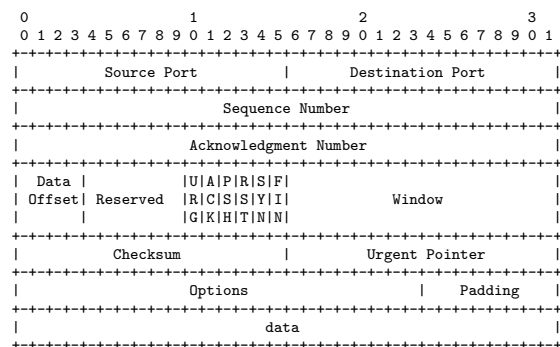 0                   1                   2                   3
0 1 2 3 4 5 6 7 8 9 0 1 2 3 4 5 6 7 8 9 0 1 2 3 4 5 6 7 8 9 0 1
+-+-+-+-+-+-+-+-+-+-+-+-+-+-+-+-+-+-+-+-+-+-+-+-+-+-+-+-+-+-+-+-+
|          Source Port          |       Destination Port        |
+-+-+-+-+-+-+-+-+-+-+-+-+-+-+-+-+-+-+-+-+-+-+-+-+-+-+-+-+-+-+-+-+
|                        Sequence Number                        |
+-+-+-+-+-+-+-+-+-+-+-+-+-+-+-+-+-+-+-+-+-+-+-+-+-+-+-+-+-+-+-+-+
|                    Acknowledgment Number                      |
+-+-+-+-+-+-+-+-+-+-+-+-+-+-+-+-+-+-+-+-+-+-+-+-+-+-+-+-+-+-+-+-+
|  Data |           |U|A|P|R|S|F|                               |
| Offset| Reserved  |R|C|S|S|Y|I|            Window             |
|       |           |G|K|H|T|N|N|                               |
+-+-+-+-+-+-+-+-+-+-+-+-+-+-+-+-+-+-+-+-+-+-+-+-+-+-+-+-+-+-+-+-+
|           Checksum            |         Urgent Pointer        |
+-+-+-+-+-+-+-+-+-+-+-+-+-+-+-+-+-+-+-+-+-+-+-+-+-+-+-+-+-+-+-+-+
|                    Options                    |    Padding    |
+-+-+-+-+-+-+-+-+-+-+-+-+-+-+-+-+-+-+-+-+-+-+-+-+-+-+-+-+-+-+-+-+
|                             data                              |
+-+-+-+-+-+-+-+-+-+-+-+-+-+-+-+-+-+-+-+-+-+-+-+-+-+-+-+-+-+-+-+-+